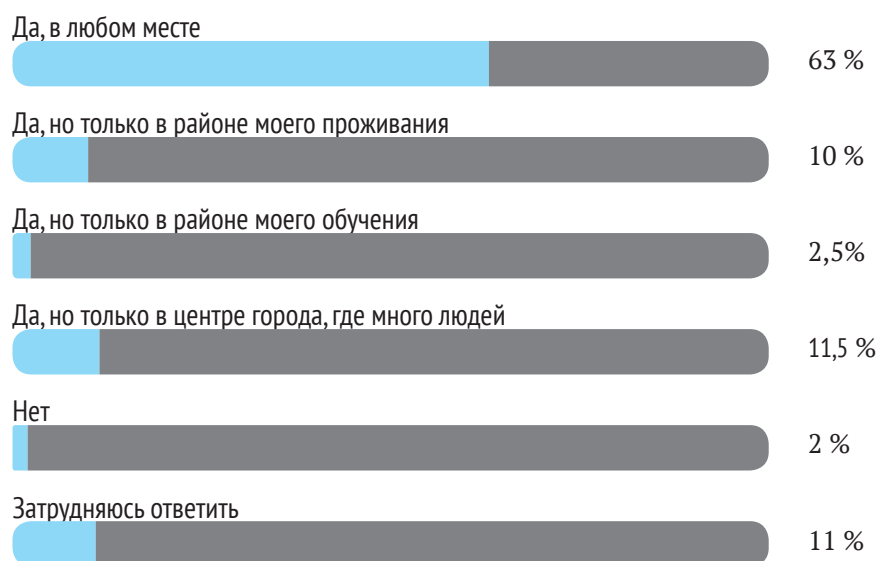 Да, в любом месте
63 %
Да, но только в районе моего проживания
10 %
Да, но только в районе моего обучения
2,5%
Да, но только в центре города, где много людей
11,5 %
Нет
2 %
Затрудняюсь ответить
11 %